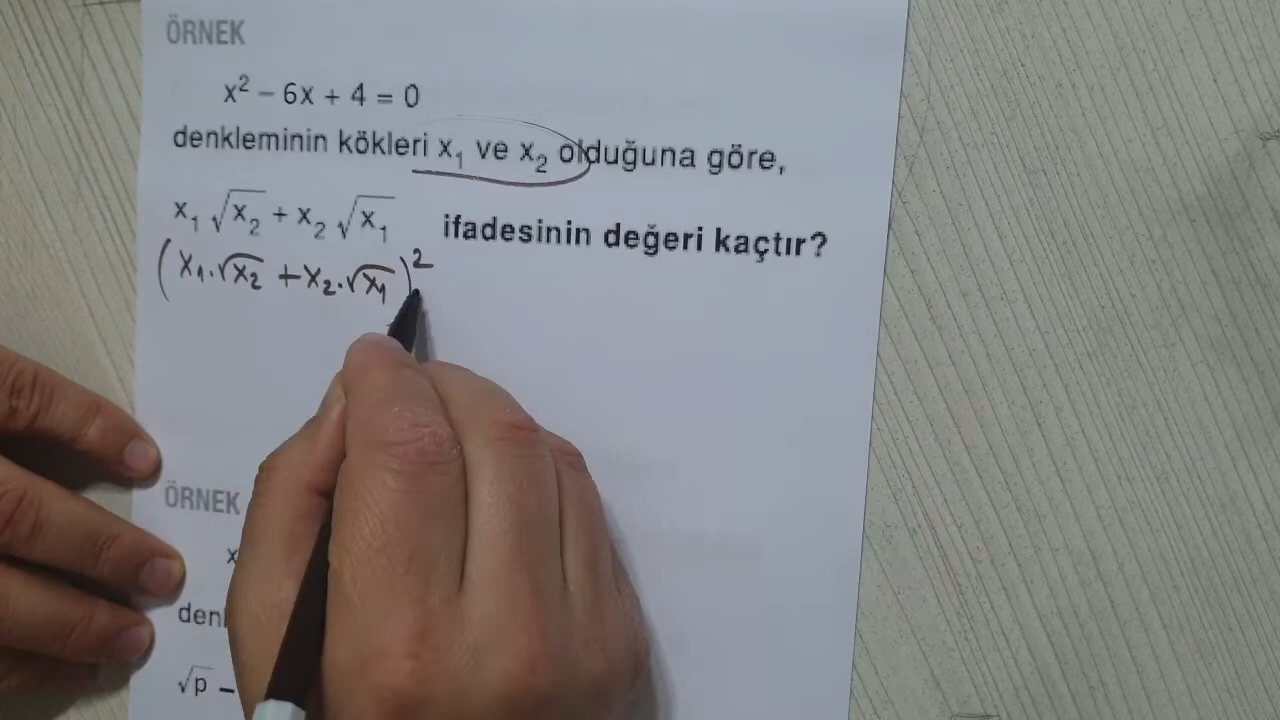 ÖRNEK
x² – 6x + 4 = 0
denkleminin kökleri x₁ ve x₂ olduğuna göre,
x₁ √x₂ + x₂ √x₁ ifadesinin değeri kaçtır?
(x₁.√x₂ + x₂.√x₁)²
ÖRNEK
x
√p –